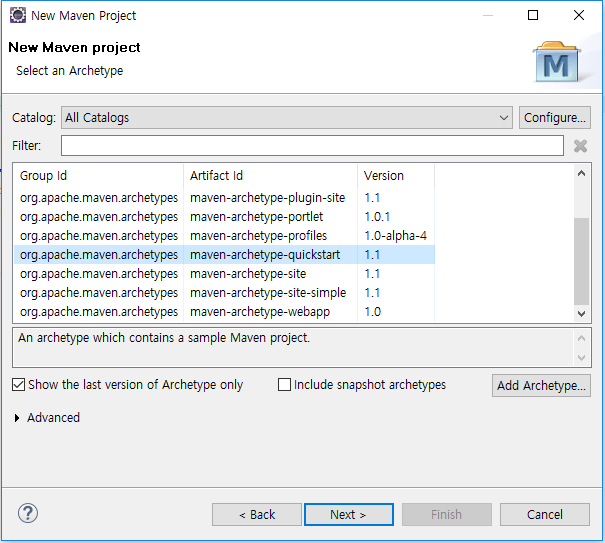 New Maven Project
New Maven project
Select an Archetype
M
Catalog: All Catalogs Configure...
Filter:
Group Id Artifact Id Version
org.apache.maven.archetypes maven-archetype-plugin-site 1.1
org.apache.maven.archetypes maven-archetype-portlet 1.0.1
org.apache.maven.archetypes maven-archetype-profiles 1.0-alpha-4
org.apache.maven.archetypes maven-archetype-quickstart 1.1
org.apache.maven.archetypes maven-archetype-site 1.1
org.apache.maven.archetypes maven-archetype-site-simple 1.1
org.apache.maven.archetypes maven-archetype-webapp 1.0
An archetype which contains a sample Maven project.
Show the last version of Archetype only Include snapshot archetypes Add Archetype...
Advanced
? < Back Next > Finish Cancel